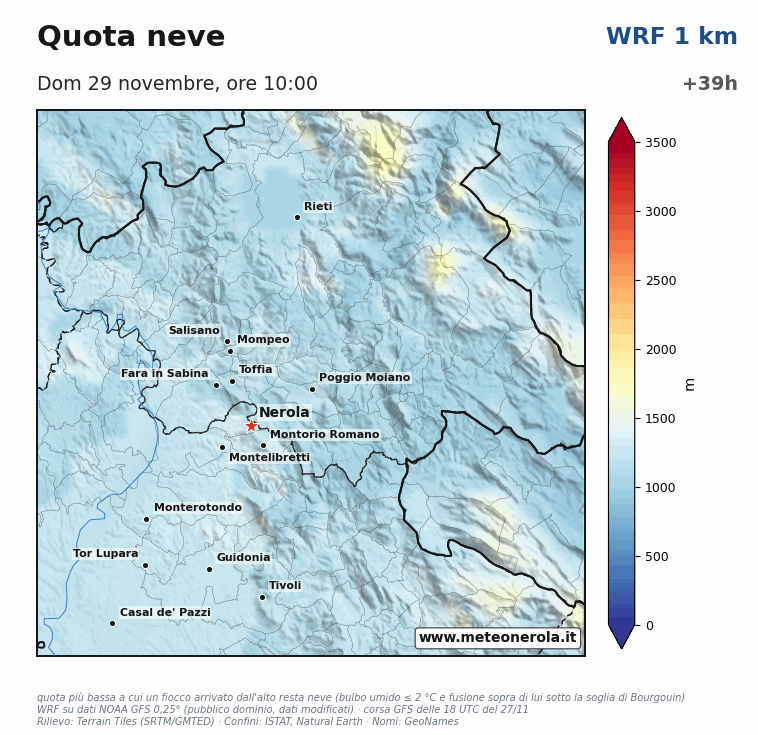 Quota neve
WRF 1 km
Dom 29 novembre, ore 10:00
+39h
Rieti
Salisano
Mompeo
Fara in Sabina
Toffia
Poggio Moiano
Nerola
Montorio Romano
Montelibretti
Monterotondo
Tor Lupara
Guidonia
Tivoli
Casal de' Pazzi
www.meteonerola.it
3500
3000
2500
2000
1500
1000
500
0
m
quota più bassa a cui un fiocco arrivato dall'alto resta neve (bulbo umido ≤ 2 °C e fusione sopra di lui sotto la soglia di Bourgouin)
WRF su dati NOAA GFS 0,25° (pubblico dominio, dati modificati) · corsa GFS delle 18 UTC del 27/11
Rilievo: Terrain Tiles (SRTM/GMTED) · Confini: ISTAT, Natural Earth · Nomi: GeoNames